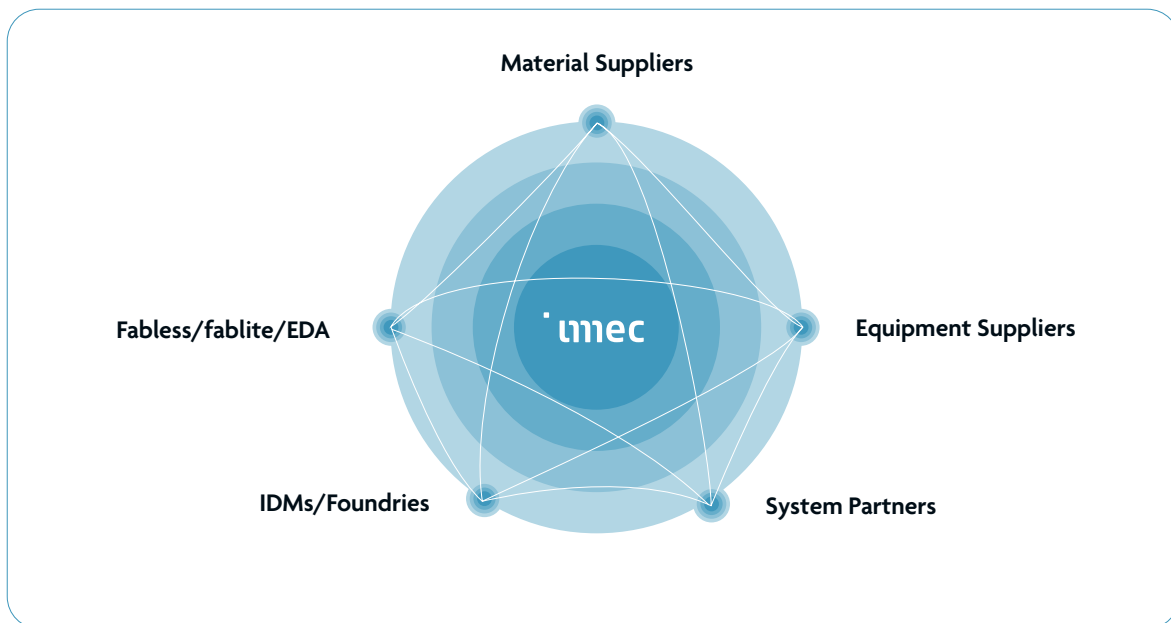 Material Suppliers
imec
Fabless/fablite/EDA
Equipment Suppliers
IDMs/Foundries
System Partners